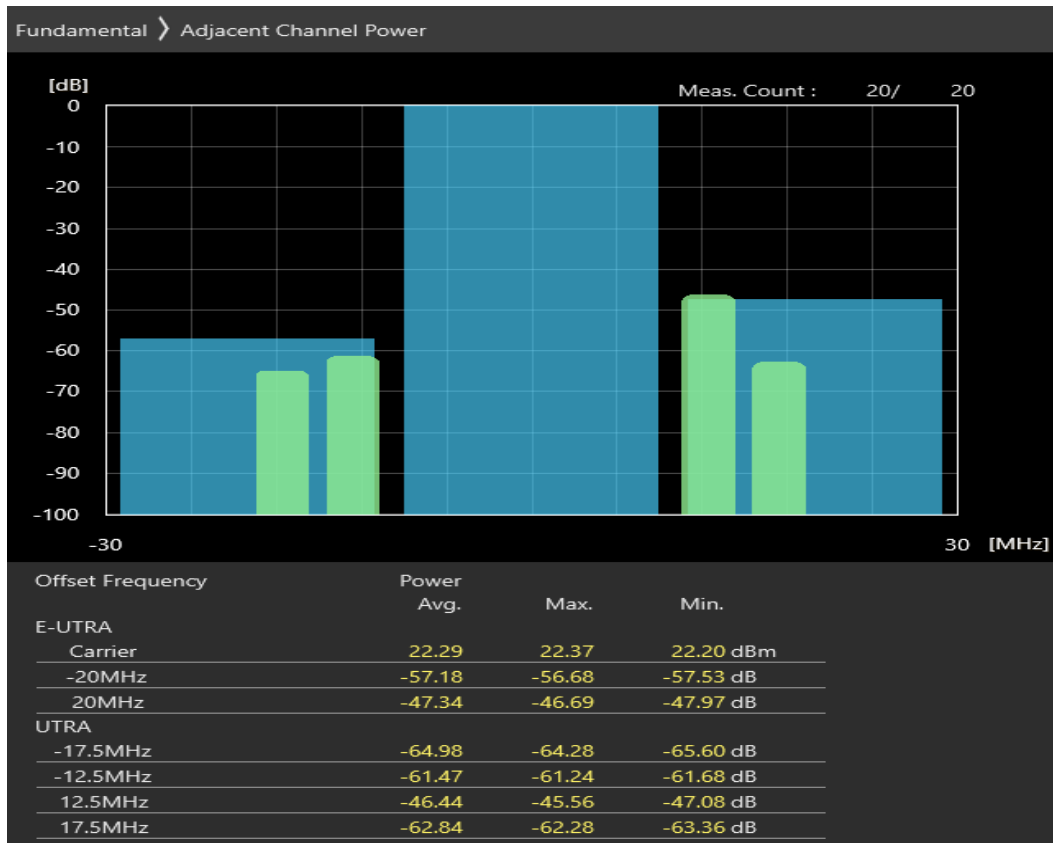 Fundamental 〉 Adjacent Channel Power
[dB]
Meas. Count : 20/ 20
0
-10
-20
-30
-40
-50
-60
-70
-80
-90
-100
-30 30 [MHz]
Offset Frequency Power
Avg. Max. Min.
E-UTRA
Carrier 22.29 22.37 22.20 dBm
-20MHz -57.18 -56.68 -57.53 dB
20MHz -47.34 -46.69 -47.97 dB
UTRA
-17.5MHz -64.98 -64.28 -65.60 dB
-12.5MHz -61.47 -61.24 -61.68 dB
12.5MHz -46.44 -45.56 -47.08 dB
17.5MHz -62.84 -62.28 -63.36 dB